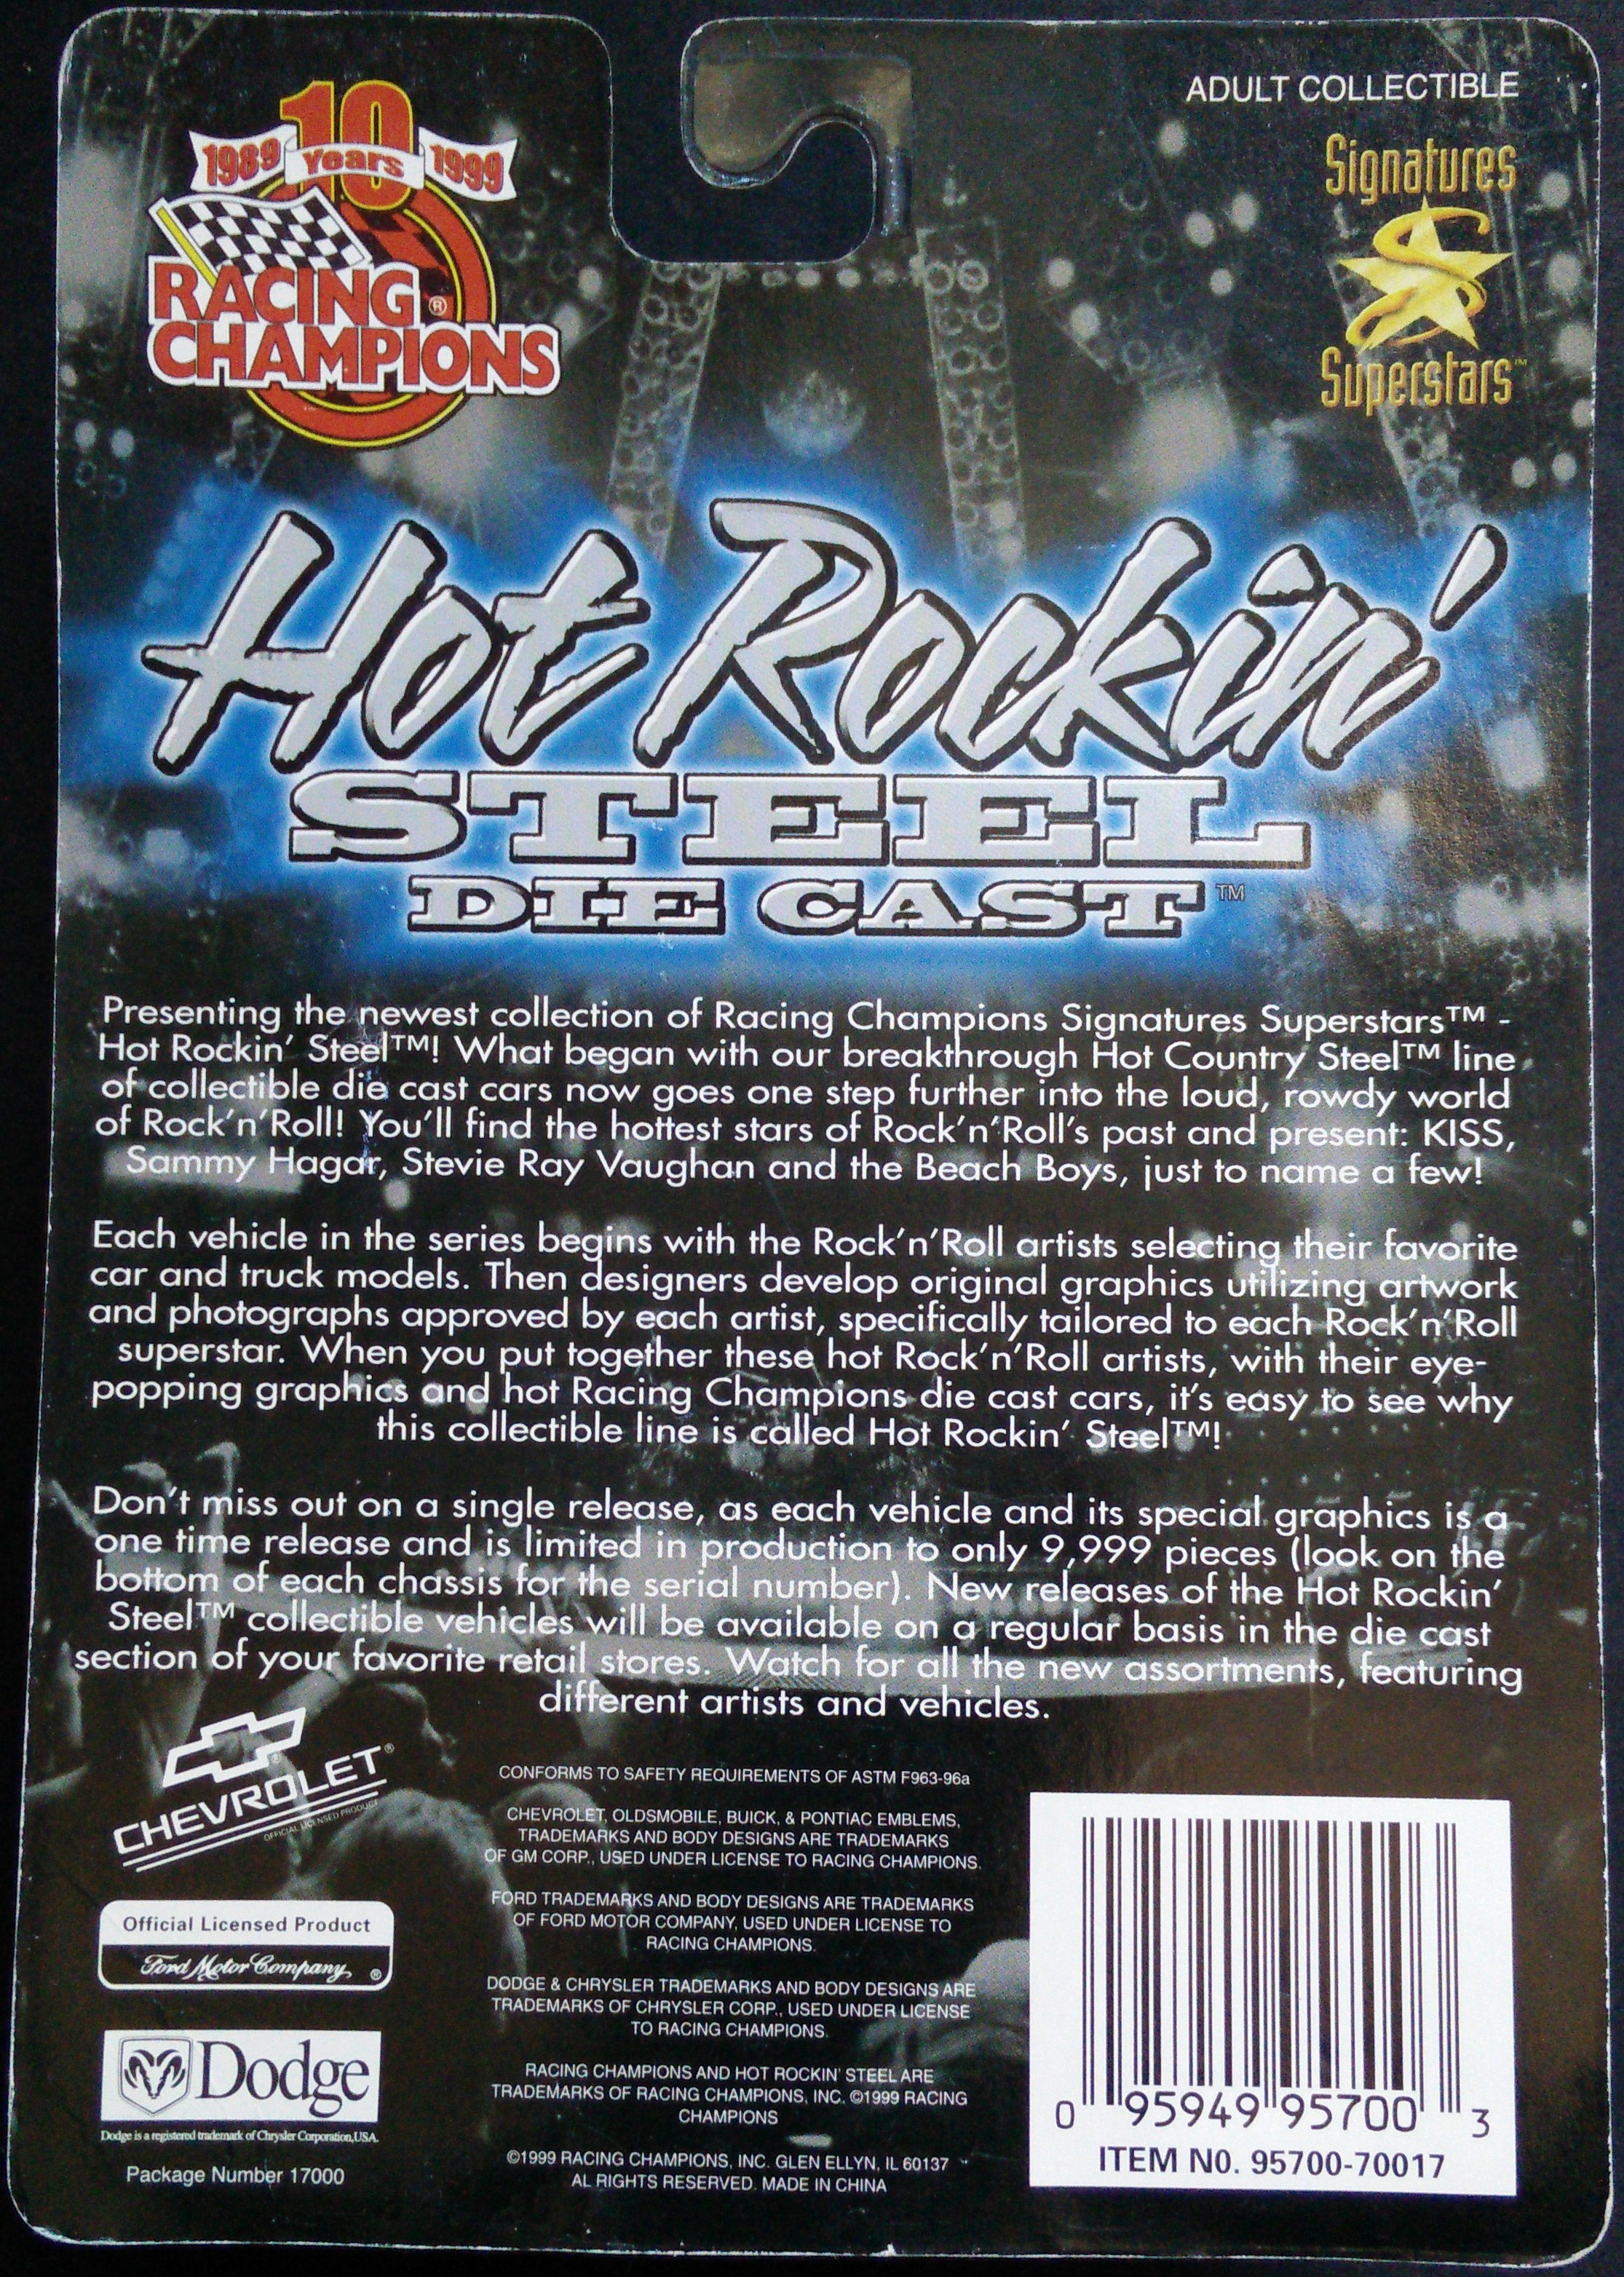 ADULT COLLECTIBLE
10
1989 Years 1999
RACING®
CHAMPIONS
Signatures
S
Superstars™
Hot Rockin'
STEEL
DIE CAST™
Presenting the newest collection of Racing Champions Signatures Superstars™ -
Hot Rockin' Steel™! What began with our breakthrough Hot Country Steel™ line
of collectible die cast cars now goes one step further into the loud, rowdy world
of Rock'n'Roll! You'll find the hottest stars of Rock'n'Roll's past and present: KISS,
Sammy Hagar, Stevie Ray Vaughan and the Beach Boys, just to name a few!
Each vehicle in the series begins with the Rock'n'Roll artists selecting their favorite
car and truck models. Then designers develop original graphics utilizing artwork
and photographs approved by each artist, specifically tailored to each Rock'n'Roll
superstar. When you put together these hot Rock'n'Roll artists, with their eye-
popping graphics and hot Racing Champions die cast cars, it's easy to see why
this collectible line is called Hot Rockin' Steel™!
Don't miss out on a single release, as each vehicle and its special graphics is a
one time release and is limited in production to only 9,999 pieces (look on the
bottom of each chassis for the serial number). New releases of the Hot Rockin'
Steel™ collectible vehicles will be available on a regular basis in the die cast
section of your favorite retail stores. Watch for all the new assortments, featuring
different artists and vehicles.
CHEVROLET®
OFFICIAL LICENSED PRODUCT
Official Licensed Product
Ford Motor Company ®
Dodge
Dodge is a registered trademark of Chrysler Corporation,USA.
Package Number 17000
CONFORMS TO SAFETY REQUIREMENTS OF ASTM F963-96a
CHEVROLET, OLDSMOBILE, BUICK, & PONTIAC EMBLEMS,
TRADEMARKS AND BODY DESIGNS ARE TRADEMARKS
OF GM CORP., USED UNDER LICENSE TO RACING CHAMPIONS.
FORD TRADEMARKS AND BODY DESIGNS ARE TRADEMARKS
OF FORD MOTOR COMPANY, USED UNDER LICENSE TO
RACING CHAMPIONS.
DODGE & CHRYSLER TRADEMARKS AND BODY DESIGNS ARE
TRADEMARKS OF CHRYSLER CORP., USED UNDER LICENSE
TO RACING CHAMPIONS.
RACING CHAMPIONS AND HOT ROCKIN' STEEL ARE
TRADEMARKS OF RACING CHAMPIONS, INC. ©1999 RACING
CHAMPIONS
©1999 RACING CHAMPIONS, INC. GLEN ELLYN, IL 60137
AL RIGHTS RESERVED. MADE IN CHINA
0 95949 95700 3
ITEM NO. 95700-70017